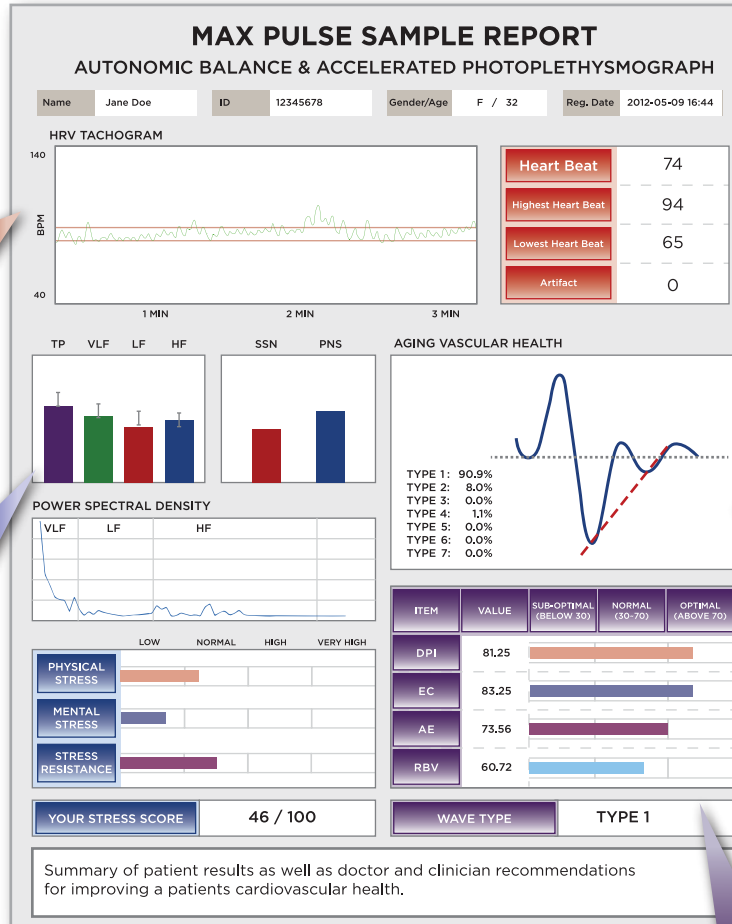 MAX PULSE SAMPLE REPORT
AUTONOMIC BALANCE & ACCELERATED PHOTOPLETHYSMOGRAPH
Name Jane Doe ID 12345678 Gender/Age F / 32 Reg. Date 2012-05-09 16:44
HRV TACHOGRAM
140
BPM
40
1 MIN 2 MIN 3 MIN
Heart Beat 74
Highest Heart Beat 94
Lowest Heart Beat 65
Artifact 0
TP VLF LF HF
SSN PNS
AGING VASCULAR HEALTH
TYPE 1: 90.9%
TYPE 2: 8.0%
TYPE 3: 0.0%
TYPE 4: 1.1%
TYPE 5: 0.0%
TYPE 6: 0.0%
TYPE 7: 0.0%
POWER SPECTRAL DENSITY
VLF LF HF
LOW NORMAL HIGH VERY HIGH
PHYSICAL
STRESS
MENTAL
STRESS
STRESS
RESISTANCE
YOUR STRESS SCORE 46 / 100
ITEM VALUE SUB-OPTIMAL (BELOW 30) NORMAL (30-70) OPTIMAL (ABOVE 70)
DPI 81.25
EC 83.25
AE 73.56
RBV 60.72
WAVE TYPE TYPE 1
Summary of patient results as well as doctor and clinician recommendations
for improving a patients cardiovascular health.